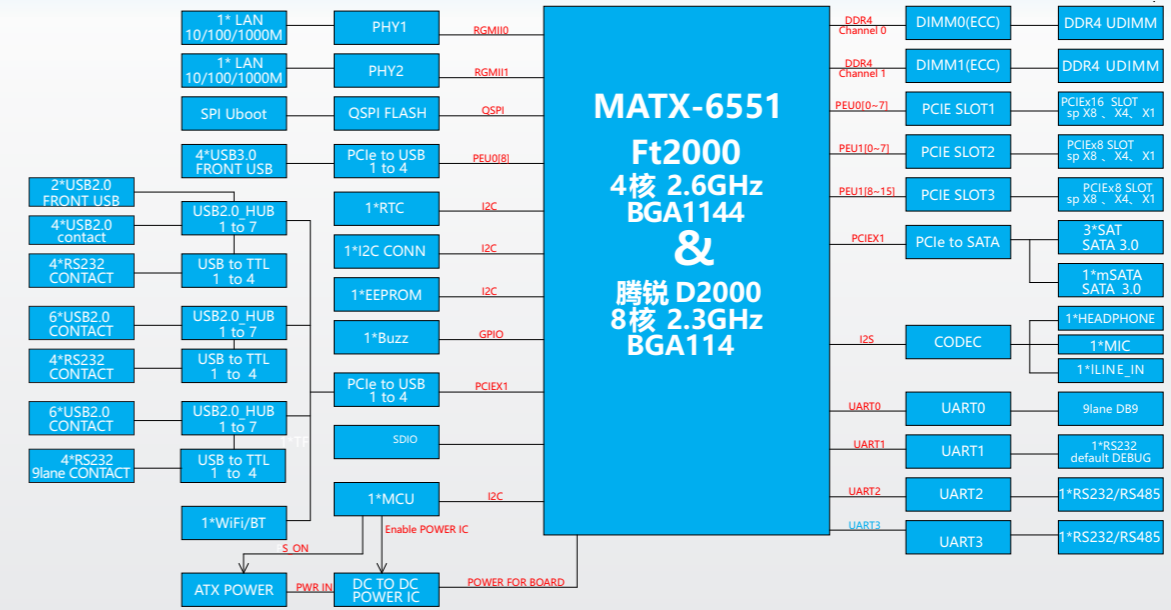 1* LAN
10/100/1000M
PHY1
RGMII0
1* LAN
10/100/1000M
PHY2
RGMII1
SPI Uboot
QSPI FLASH
QSPI
4*USB3.0
FRONT USB
PCIe to USB
1 to 4
PEU0[8]
2*USB2.0
FRONT USB
4*USB2.0
contact
USB2.0_HUB
1 to 7
1*RTC
I2C
4*RS232
CONTACT
USB to TTL
1 to 4
1*I2C CONN
I2C
1*EEPROM
I2C
6*USB2.0
CONTACT
USB2.0_HUB
1 to 7
1*Buzz
GPIO
4*RS232
CONTACT
USB to TTL
1 to 4
PCIe to USB
1 to 4
PCIEX1
6*USB2.0
CONTACT
USB2.0_HUB
1 to 7
1*TF
SDIO
4*RS232
9lane CONTACT
USB to TTL
1 to 4
1*MCU
I2C
1*WiFi/BT
Enable POWER IC
S_ON
ATX POWER
PWR IN
DC TO DC
POWER IC
POWER FOR BOARD
MATX-6551
Ft2000
4核 2.6GHz
BGA1144
&
腾锐 D2000
8核 2.3GHz
BGA114
DDR4
Channel 0
DIMM0(ECC)
DDR4 UDIMM
DDR4
Channel 1
DIMM1(ECC)
DDR4 UDIMM
PEU0[0~7]
PCIE SLOT1
PCIEx16 SLOT
sp X8 、X4、X1
PEU1[0~7]
PCIE SLOT2
PCIEx8 SLOT
sp X8 、X4、X1
PEU1[8~15]
PCIE SLOT3
PCIEx8 SLOT
sp X8 、X4、X1
PCIEX1
PCIe to SATA
3*SAT
SATA 3.0
1*mSATA
SATA 3.0
I2S
CODEC
1*HEADPHONE
1*MIC
1*ILINE_IN
UART0
UART0
9lane DB9
UART1
UART1
1*RS232
default DEBUG
UART2
UART2
1*RS232/RS485
UART3
UART3
1*RS232/RS485